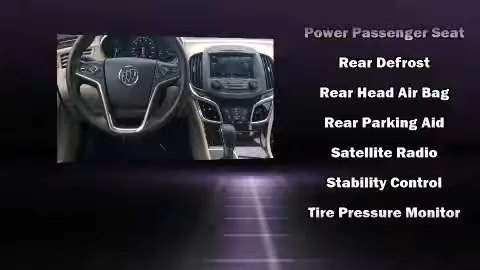 Power Passenger Seat
Rear Defrost
Rear Head Air Bag
Rear Parking Aid
Satellite Radio
Stability Control
Tire Pressure Monitor